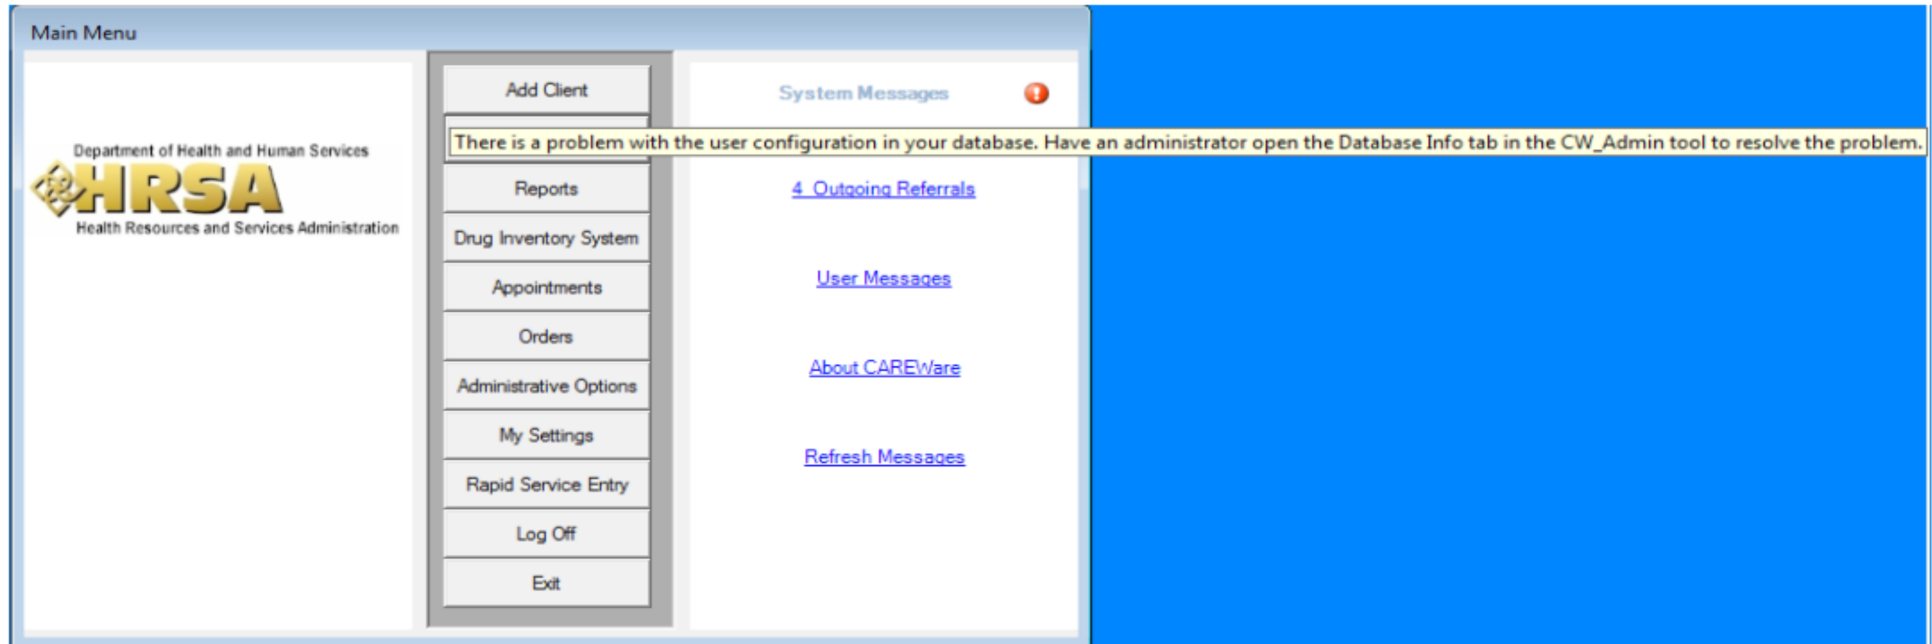 Main Menu
Department of Health and Human Services
HRSA
Health Resources and Services Administration
Add Client
Reports
Drug Inventory System
Appointments
Orders
Administrative Options
My Settings
Rapid Service Entry
Log Off
Exit
System Messages
There is a problem with the user configuration in your database. Have an administrator open the Database Info tab in the CW_Admin tool to resolve the problem.
4 Outgoing Referrals
User Messages
About CAREWare
Refresh Messages